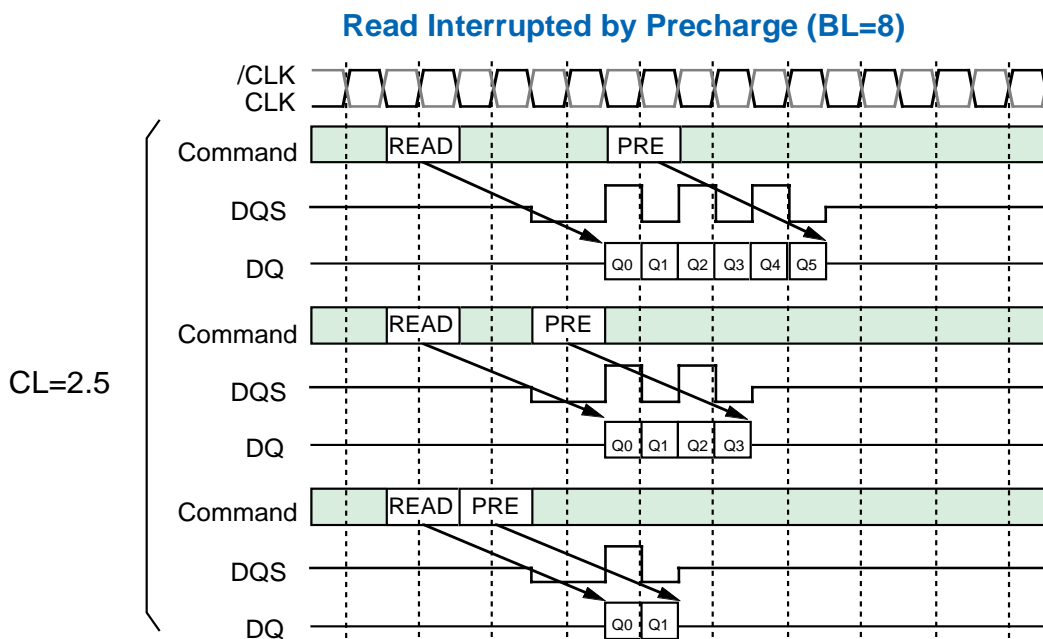 Read Interrupted by Precharge (BL=8)
/CLK
CLK
Command READ PRE
DQS
DQ Q0 Q1 Q2 Q3 Q4 Q5
Command READ PRE
CL=2.5
DQS
DQ Q0 Q1 Q2 Q3
Command READ PRE
DQS
DQ Q0 Q1